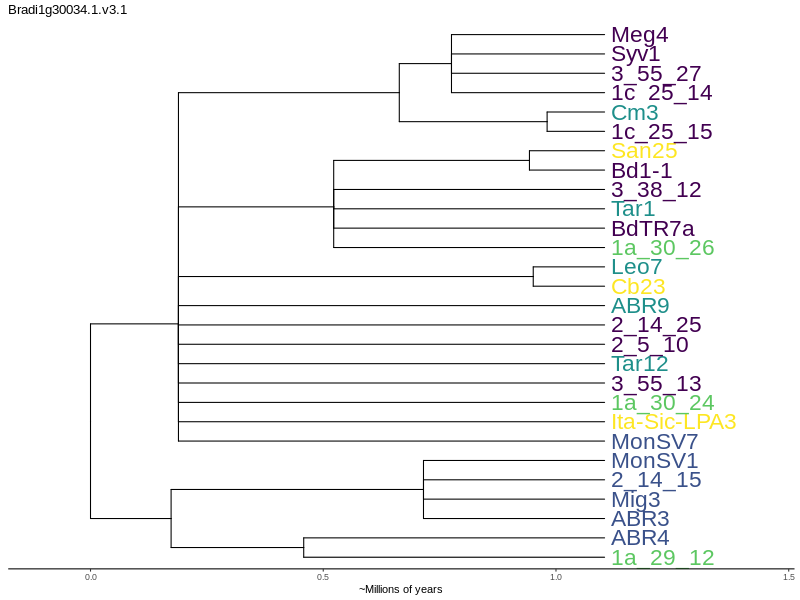 Bradi1g30034.1.v3.1
Meg4
Syv1
3_55_27
1c_25_14
Cm3
1c_25_15
San25
Bd1-1
3_38_12
Tar1
BdTR7a
1a_30_26
Leo7
Cb23
ABR9
2_14_25
2_5_10
Tar12
3_55_13
1a_30_24
Ita-Sic-LPA3
MonSV7
MonSV1
2_14_15
Mig3
ABR3
ABR4
1a_29_12
0.0 0.5 1.0 1.5
~Millions of years